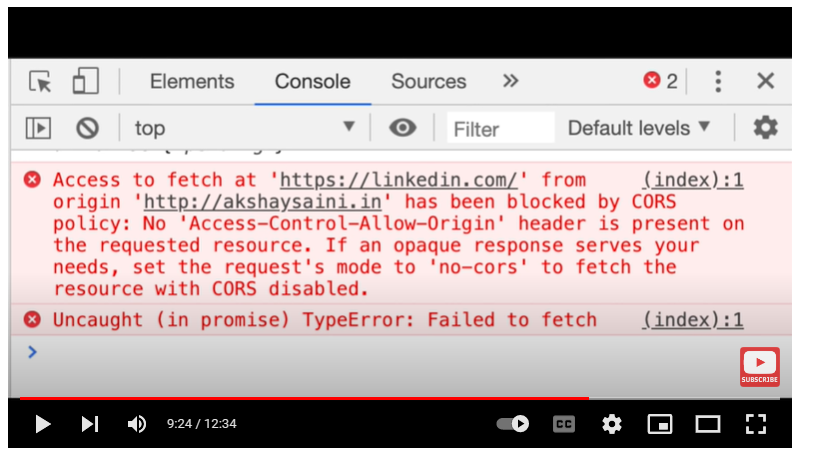 Elements Console Sources » 2
top Filter Default levels
Access to fetch at 'https://linkedin.com/' from (index):1
origin 'http://akshaysaini.in' has been blocked by CORS
policy: No 'Access-Control-Allow-Origin' header is present on
the requested resource. If an opaque response serves your
needs, set the request's mode to 'no-cors' to fetch the
resource with CORS disabled.
Uncaught (in promise) TypeError: Failed to fetch (index):1
SUBSCRIBE
9:24 / 12:34 CC